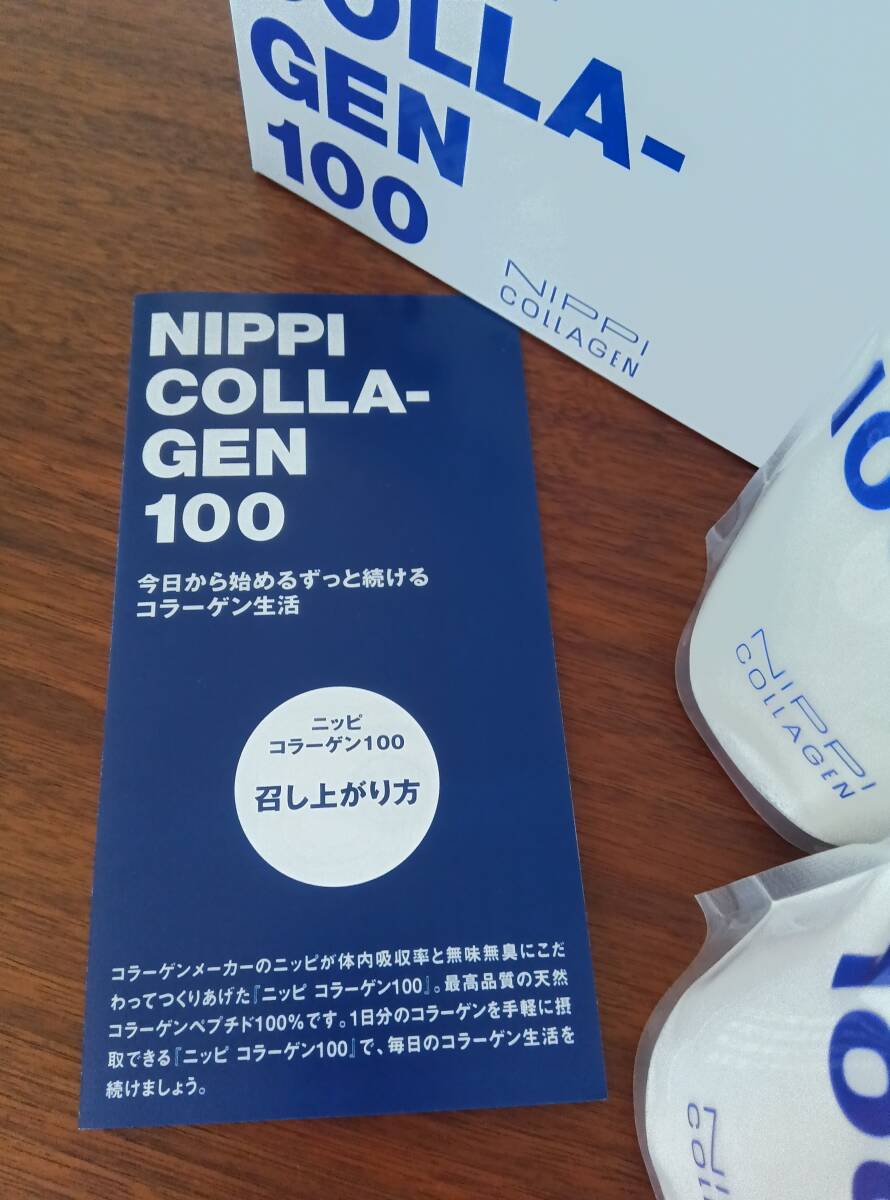 COLLA-
GEN
100
NIPPI
COLLAGEN
NIPPI
COLLA-
GEN
100
今日から始めるずっと続ける
コラーゲン生活
ニッピ
コラーゲン100
召し上がり方
コラーゲンメーカーのニッピが体内吸収率と無味無臭にこだ
わってつくりあげた『ニッピ コラーゲン100』。最高品質の天然
コラーゲンペプチド100%です。1日分のコラーゲンを手軽に摂
取できる『ニッピ コラーゲン100』で、毎日のコラーゲン生活を
続けましょう。
10
NIPPI
COLLAGEN